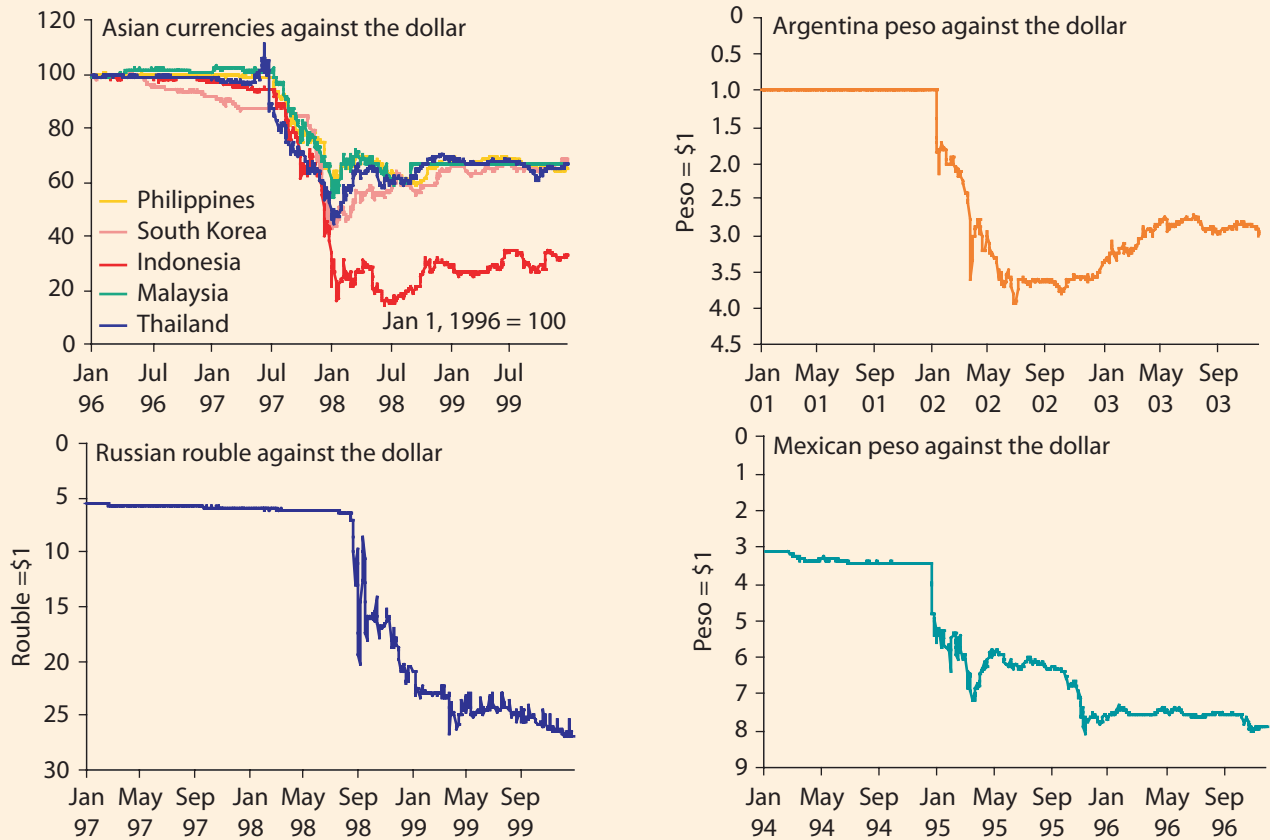 Asian currencies against the dollar
120
100
80
60
40
20
0
Philippines
South Korea
Indonesia
Malaysia
Thailand
Jan 1, 1996 = 100
Jan Jul Jan Jul Jan Jul Jan Jul
96 96 97 97 98 98 99 99
Argentina peso against the dollar
Peso = $1
0
0.5
1.0
1.5
2.0
3.0
3.5
4.0
4.5
Jan May Sep Jan May Sep Jan May Sep
01 01 01 02 02 02 03 03 03
Russian rouble against the dollar
Rouble =$1
0
5
10
15
20
25
30
Jan May Sep Jan May Sep Jan May Sep
97 97 97 98 98 98 99 99 99
Mexican peso against the dollar
Peso = $1
0
1
2
3
4
5
6
7
8
9
Jan May Sep Jan May Sep Jan May Sep
94 94 94 95 95 95 96 96 96